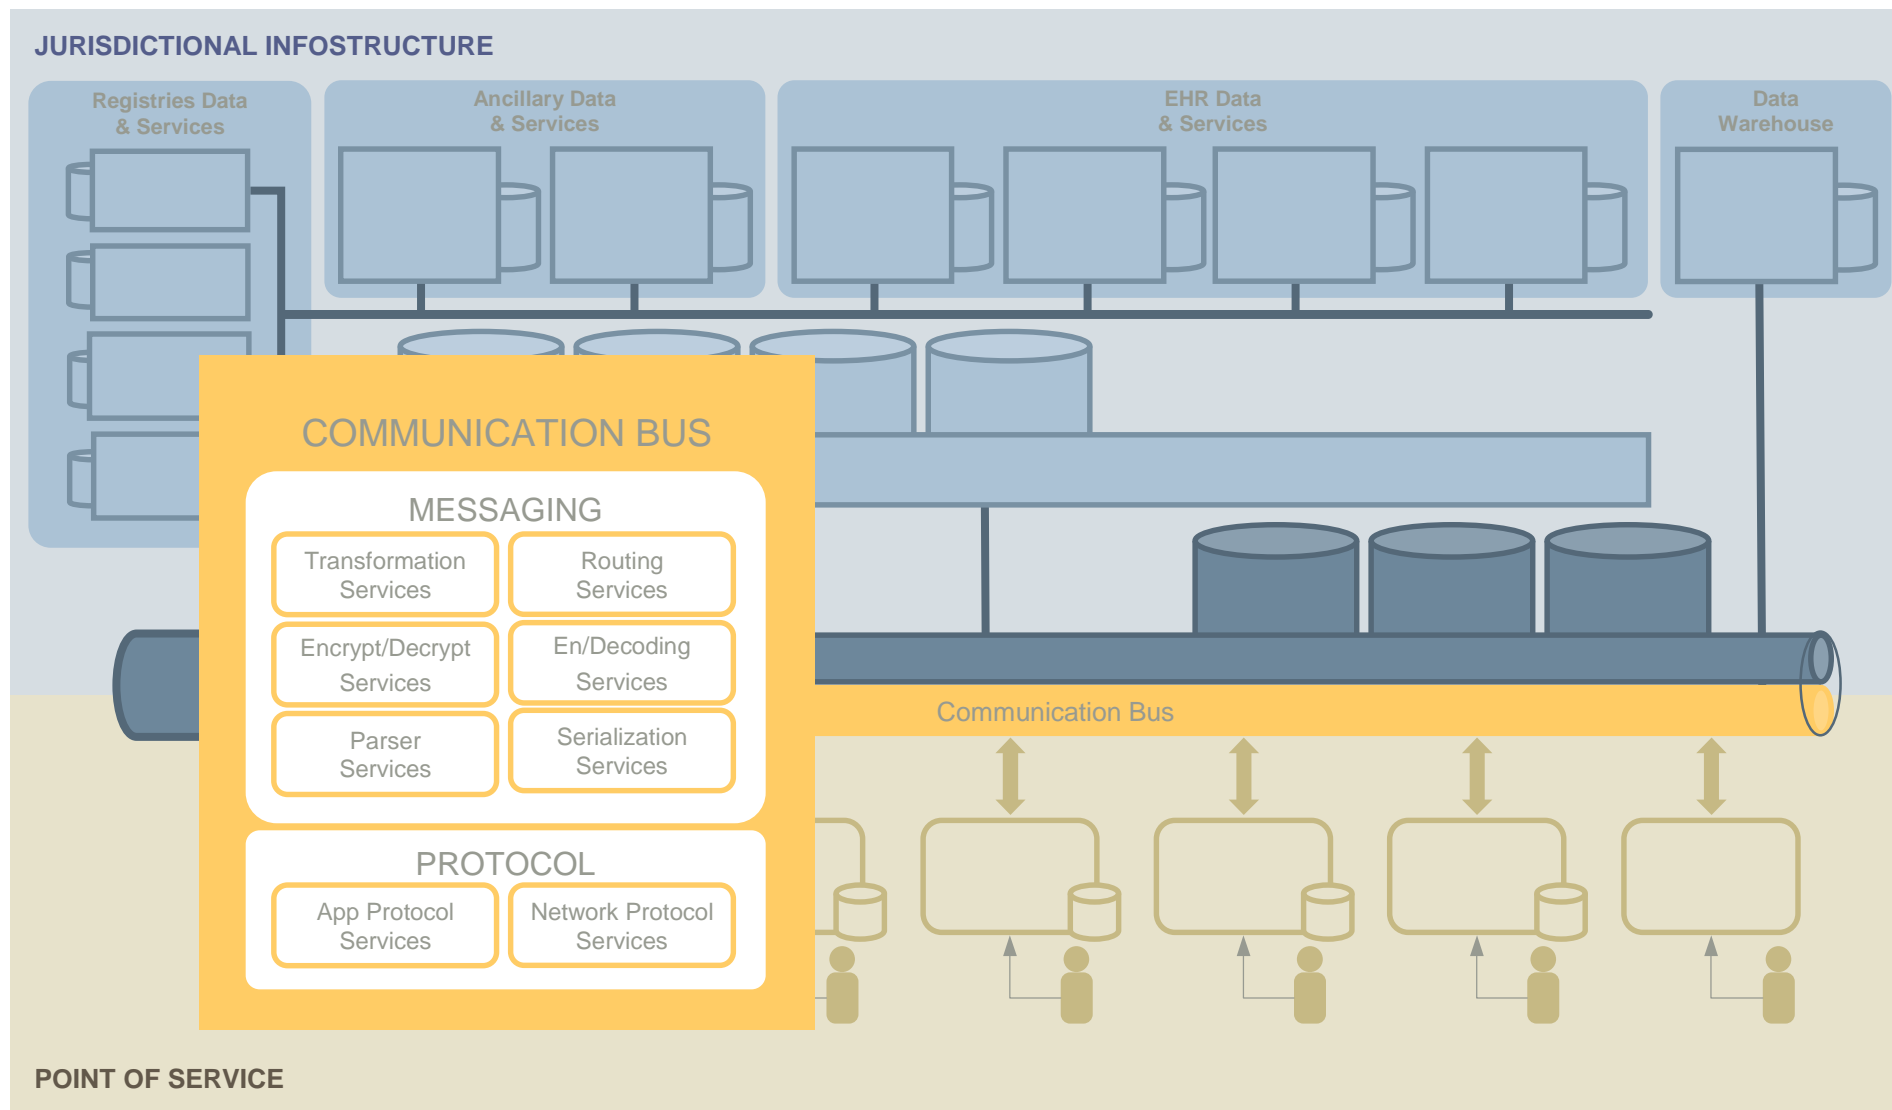 JURISDICTIONAL INFOSTRUCTURE
Registries Data
& Services
Ancillary Data
& Services
EHR Data
& Services
Data
Warehouse
COMMUNICATION BUS
MESSAGING
Transformation
Services
Routing
Services
Encrypt/Decrypt
Services
En/Decoding
Services
Parser
Services
Serialization
Services
PROTOCOL
App Protocol
Services
Network Protocol
Services
Communication Bus
POINT OF SERVICE